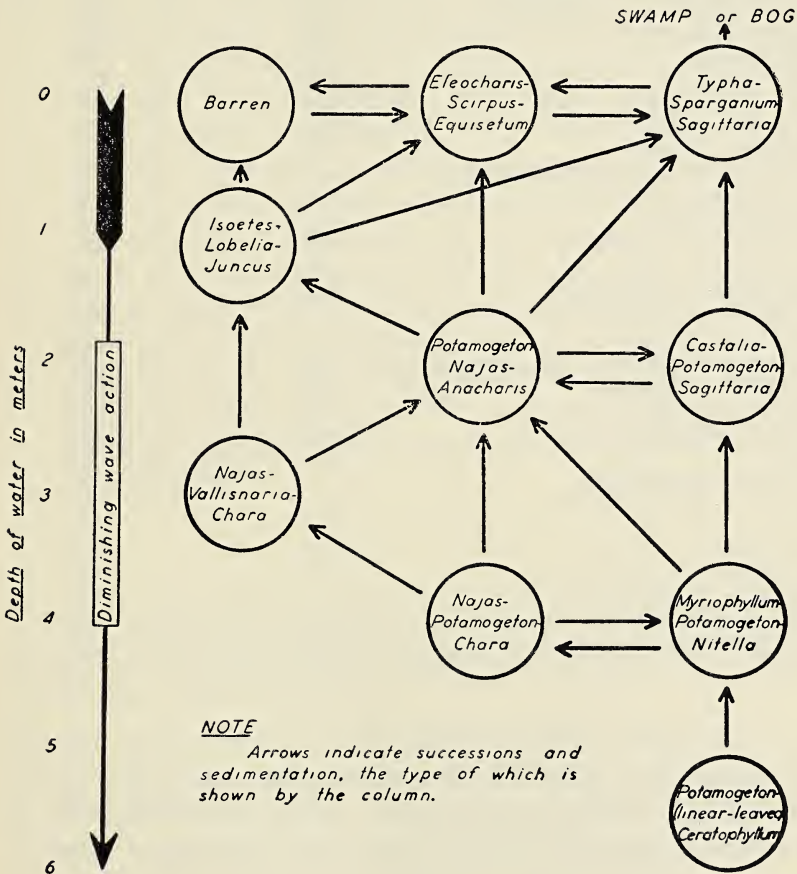 SWAMP or BOG
0
Barren
Eleocharis-
Scirpus-
Equisetum
Typha-
Sparganium
Sagittaria
1
Isoetes-
Lobelia-
Juncus
2
Potamogeton
Najas-
Anacharis
Castalia-
Potamogeton
Sagittaria
Depth of water in meters
Diminishing wave action
3
Najas-
Vallisnaria-
Chara
4
Najas-
Potamogeton
Chara
Myriophyllum
Potamogeton-
Nitella
NOTE
Arrows indicate successions and
sedimentation, the type of which is
shown by the column.
5
Potamogeton-
(linear-leaved)
Ceratophyllum
6